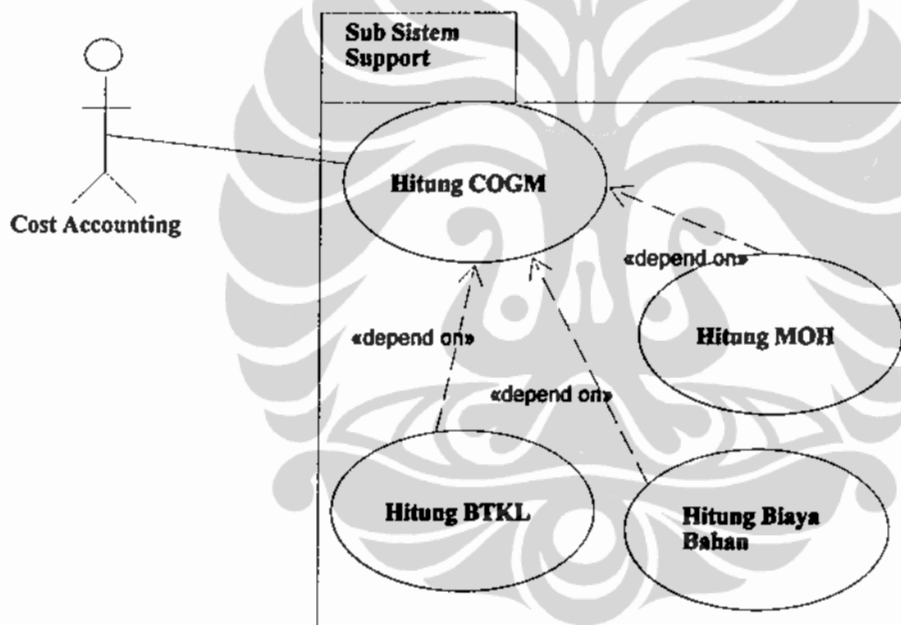 Sub Sistem
Support
Hitung COGM
Cost Accounting
«depend on»
Hitung MOH
«depend on»
«depend on»
Hitung BTKL
Hitung Biaya
Bahan